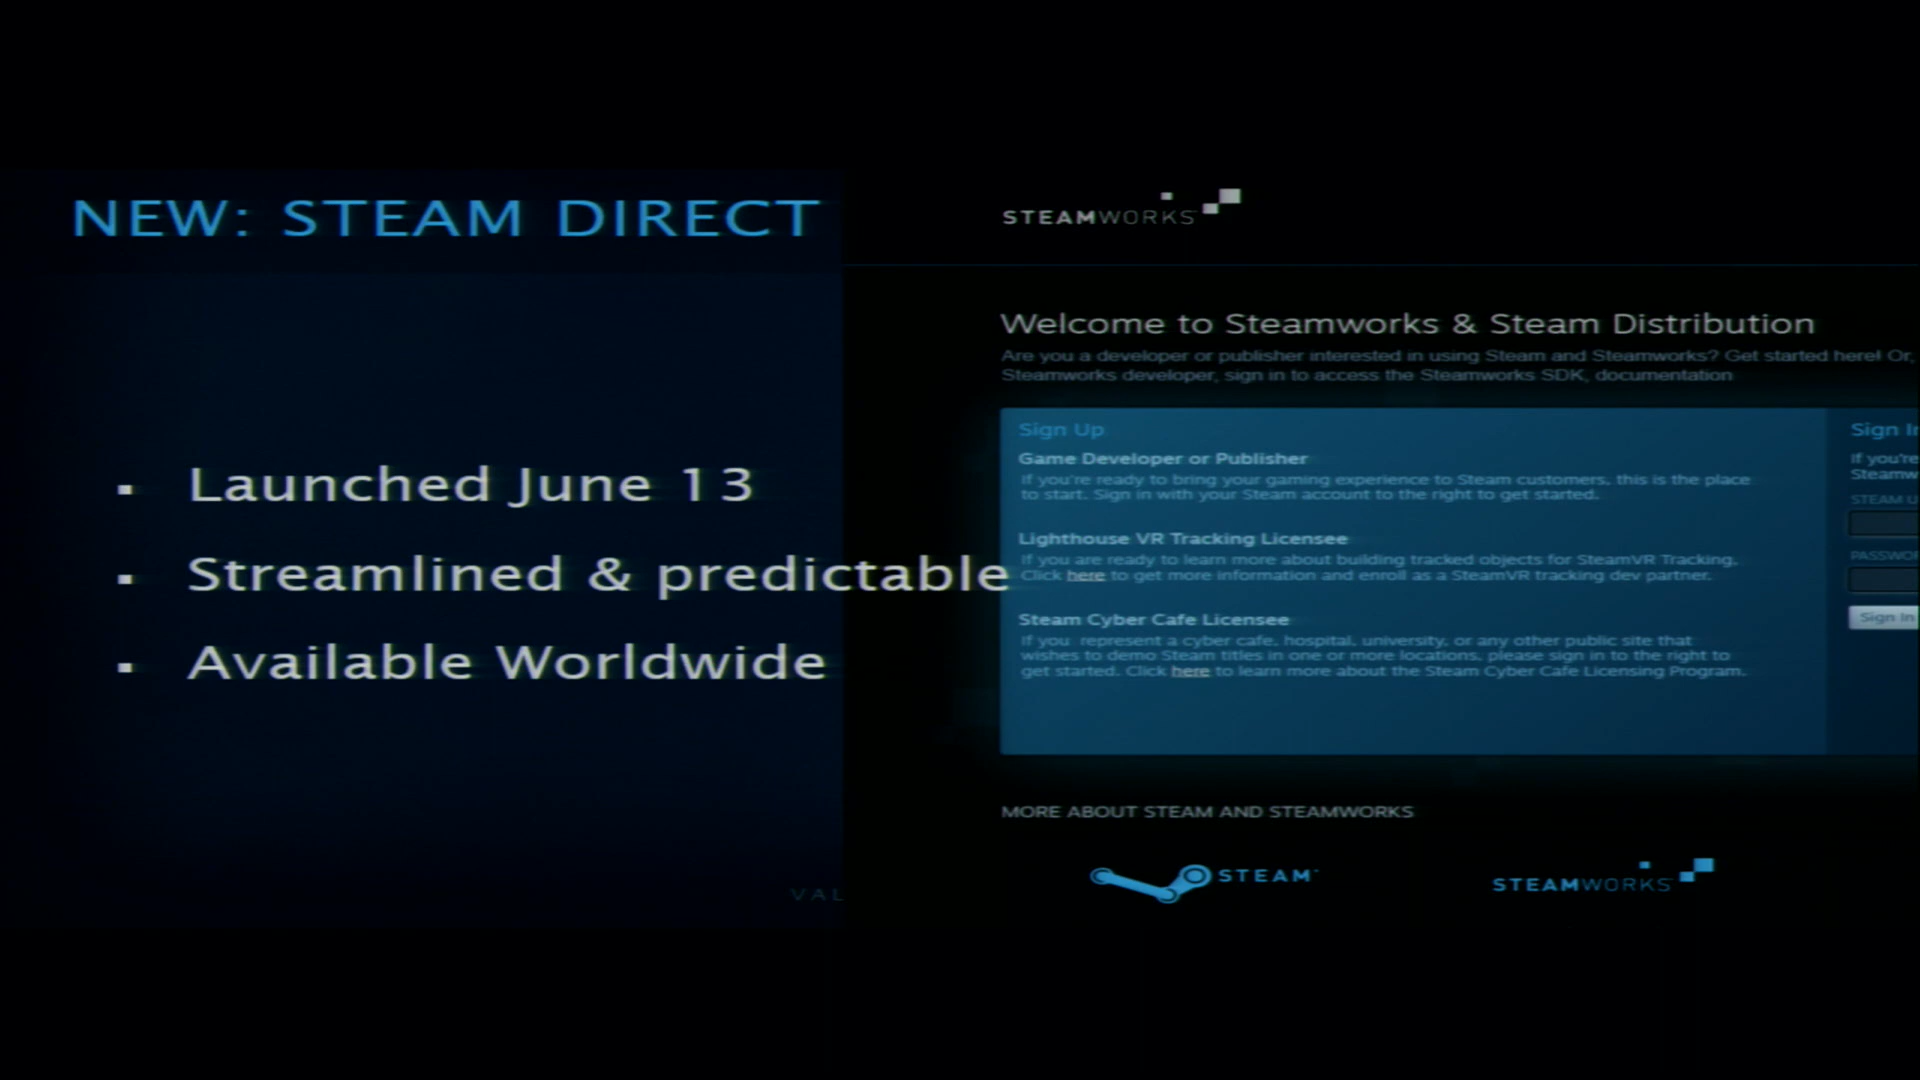 NEW: STEAM DIRECT
▪ Launched June 13
▪ Streamlined & predictable
▪ Available Worldwide
VAL
STEAMWORKS
Welcome to Steamworks & Steam Distribution
Are you a developer or publisher interested in using Steam and Steamworks? Get started here! Or,
Steamworks developer, sign in to access the Steamworks SDK, documentation
Sign Up
Game Developer or Publisher
If you're ready to bring your gaming experience to Steam customers, this is the place
to start. Sign in with your Steam account to the right to get started.
Lighthouse VR Tracking Licensee
If you are ready to learn more about building tracked objects for SteamVR Tracking,
Click here to get more information and enroll as a SteamVR tracking dev partner.
Steam Cyber Cafe Licensee
If you represent a cyber cafe, hospital, university, or any other public site that
wishes to demo Steam titles in one or more locations, please sign in to the right to
get started. Click here to learn more about the Steam Cyber Cafe Licensing Program.
Sign In
If you're
Steamw
STEAM U
PASSWOR
Sign In
MORE ABOUT STEAM AND STEAMWORKS
STEAM™
STEAMWORKS